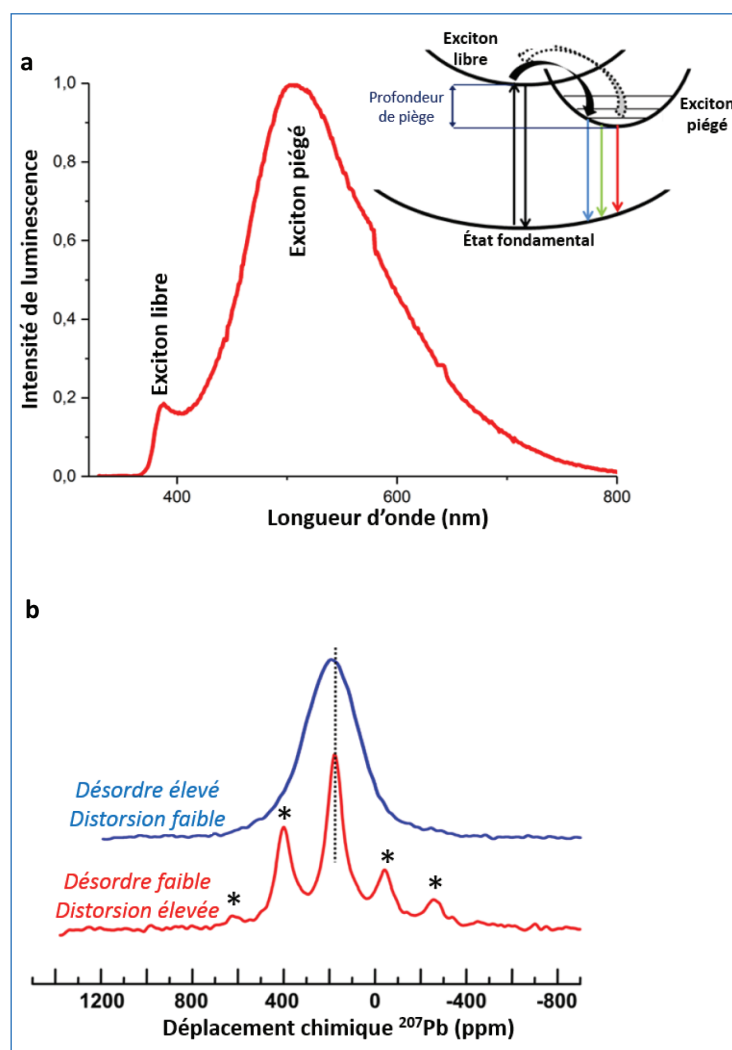 a
Exciton
libre
Profondeur
de piège
Exciton
piégé
État fondamental
Intensité de luminescence
1,0
0,8
0,6
0,4
0,2
0,0
Exciton libre
Exciton piégé
400
600
800
Longueur d'onde (nm)
b
Désordre élevé
Distorsion faible
Désordre faible
Distorsion élevée
*
*
*
*
1200
800
400
0
-400
-800
Déplacement chimique ²⁰⁷Pb (ppm)